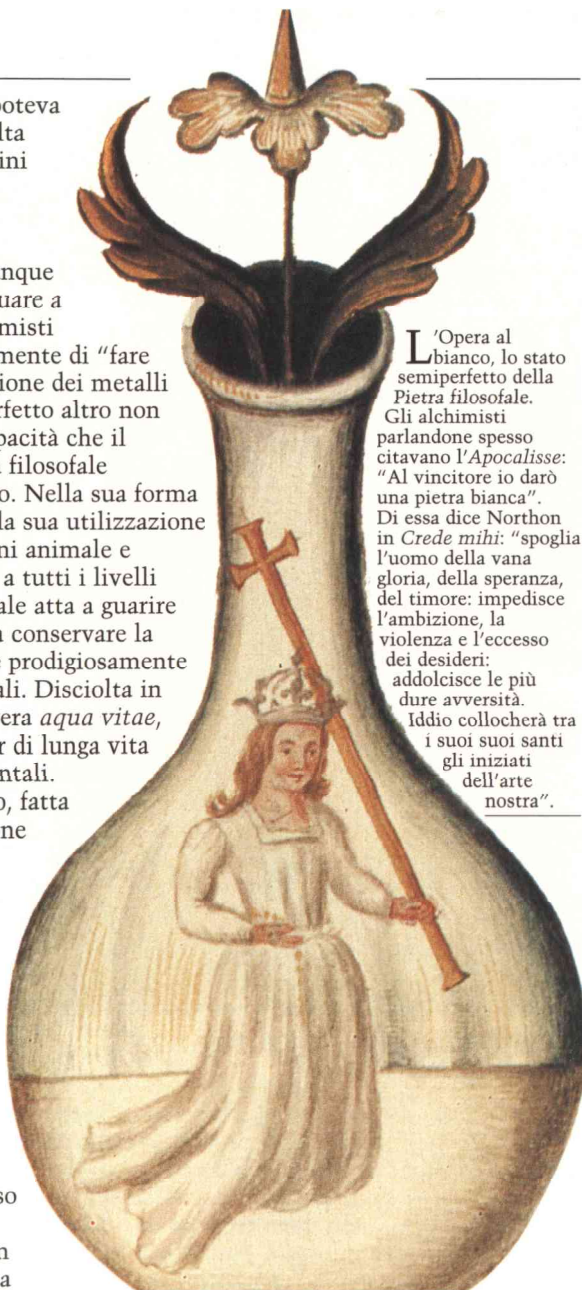 poteva
lta
ini
nque
uare a
misti
mente di “fare
ione dei metalli
rfetto altro non
pacità che il
filosofale
o. Nella sua forma
la sua utilizzazione
ni animale e
a tutti i livelli
ale atta a guarire
a conservare la
e prodigiosamente
ali. Disciolta in
era aqua vitae,
r di lunga vita
ntali.
o, fatta
ne
so
n
a
L'Opera al
bianco, lo stato
semiperfetto della
Pietra filosofale.
Gli alchimisti
parlandone spesso
citavano l'Apocalisse:
“Al vincitore io darò
una pietra bianca”.
Di essa dice Northon
in Crede mihi: “spoglia
l'uomo della vana
gloria, della speranza,
del timore: impedisce
l'ambizione, la
violenza e l'eccesso
dei desideri:
addolcisce le più
dure avversità.
Iddio collocherà tra
i suoi suoi santi
gli iniziati
dell'arte
nostra”.